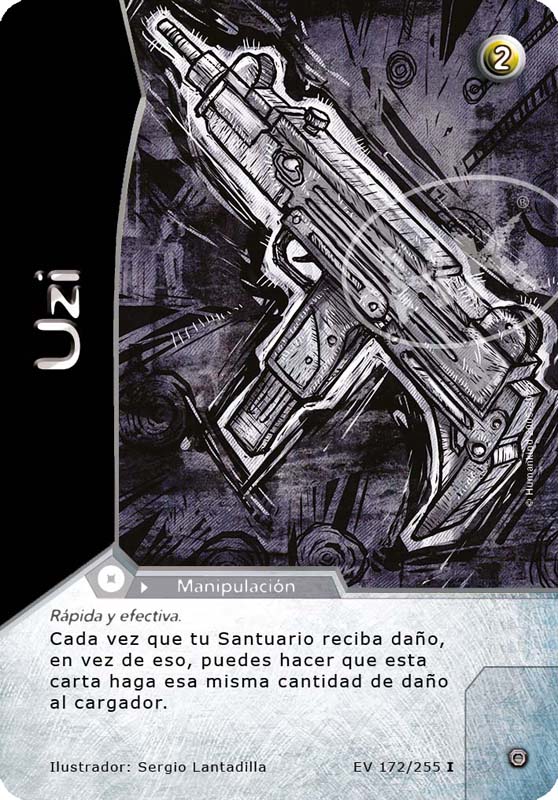 2
Uzi
®
Manipulación
Rápida y efectiva.
Cada vez que tu Santuario reciba daño,
en vez de eso, puedes hacer que esta
carta haga esa misma cantidad de daño
al cargador.
Ilustrador: Sergio Lantadilla
EV 172/255 I